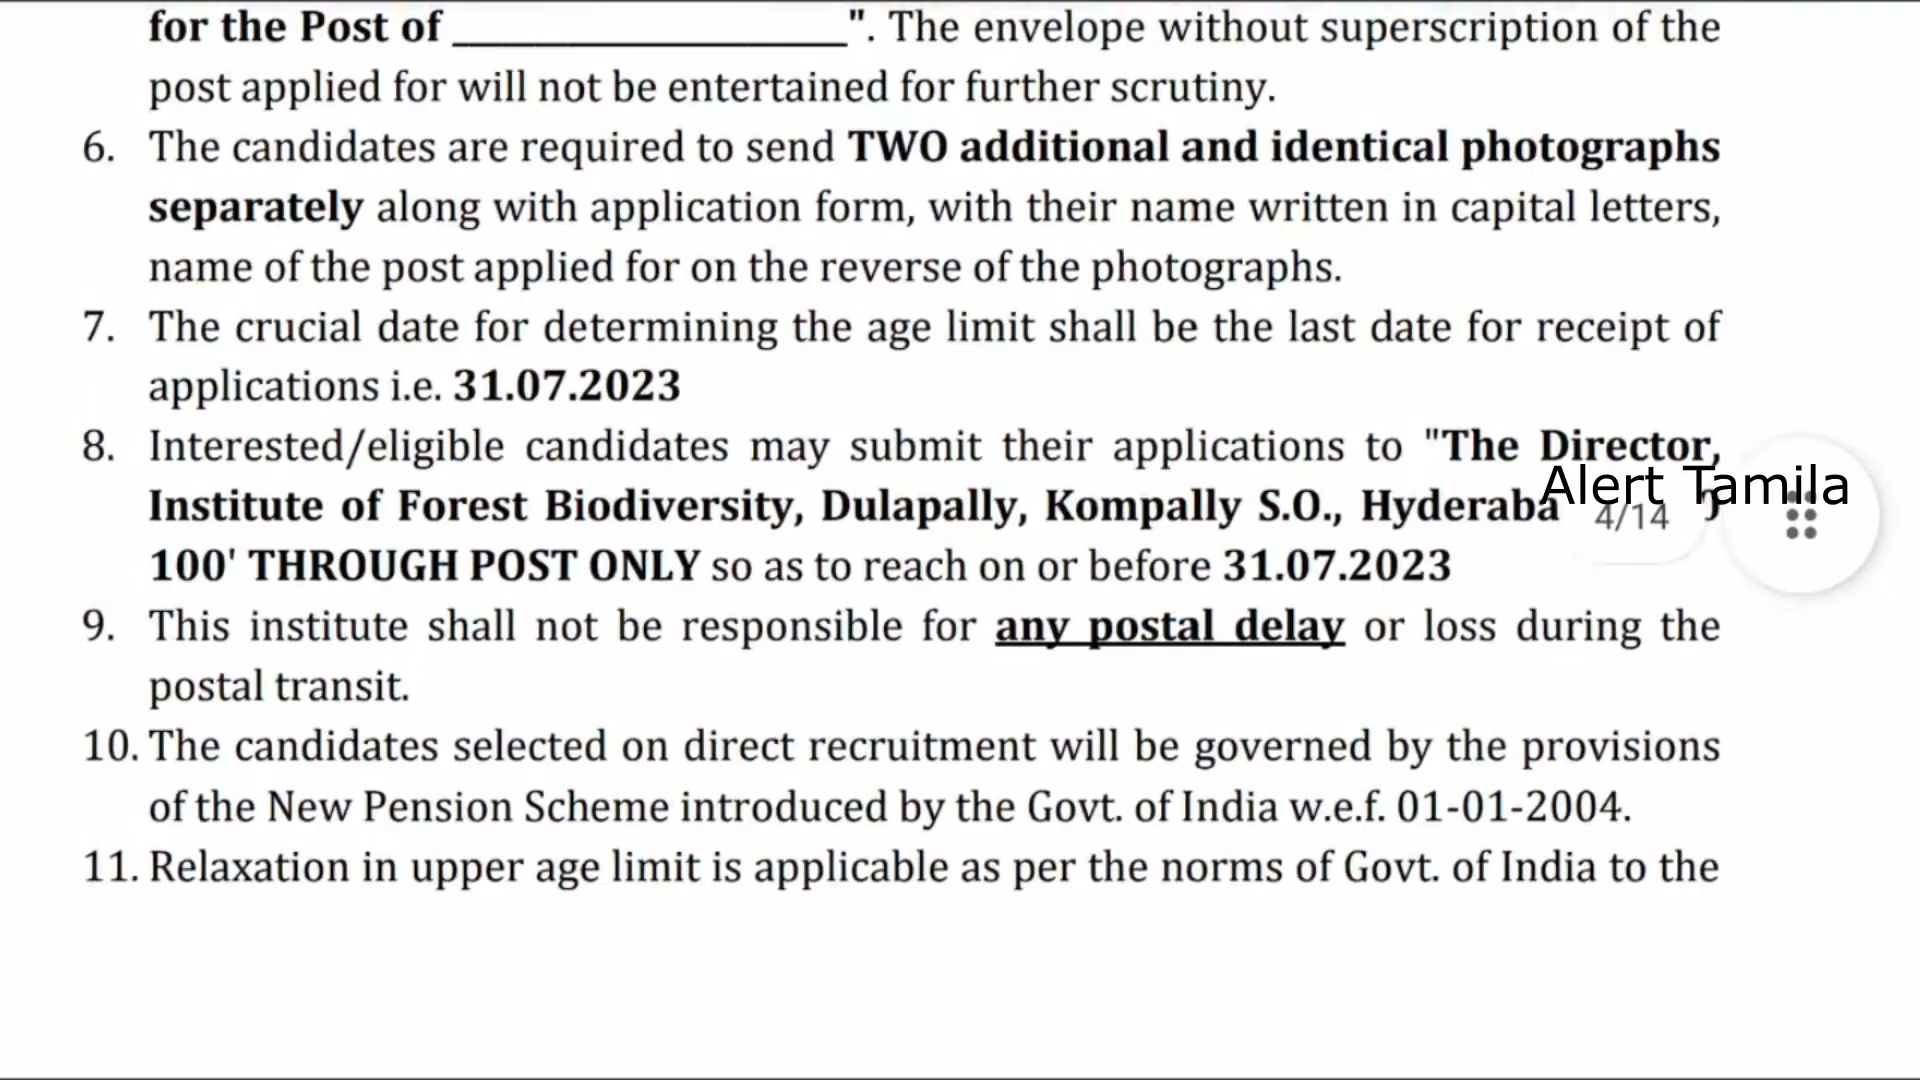 for the Post of ________________". The envelope without superscription of the
post applied for will not be entertained for further scrutiny.
6. The candidates are required to send TWO additional and identical photographs
separately along with application form, with their name written in capital letters,
name of the post applied for on the reverse of the photographs.
7. The crucial date for determining the age limit shall be the last date for receipt of
applications i.e. 31.07.2023
8. Interested/eligible candidates may submit their applications to "The Director,
Institute of Forest Biodiversity, Dulapally, Kompally S.O., Hyderaba
Alert Tamila
4/14
100' THROUGH POST ONLY so as to reach on or before 31.07.2023
9. This institute shall not be responsible for any postal delay or loss during the
postal transit.
10. The candidates selected on direct recruitment will be governed by the provisions
of the New Pension Scheme introduced by the Govt. of India w.e.f. 01-01-2004.
11. Relaxation in upper age limit is applicable as per the norms of Govt. of India to the